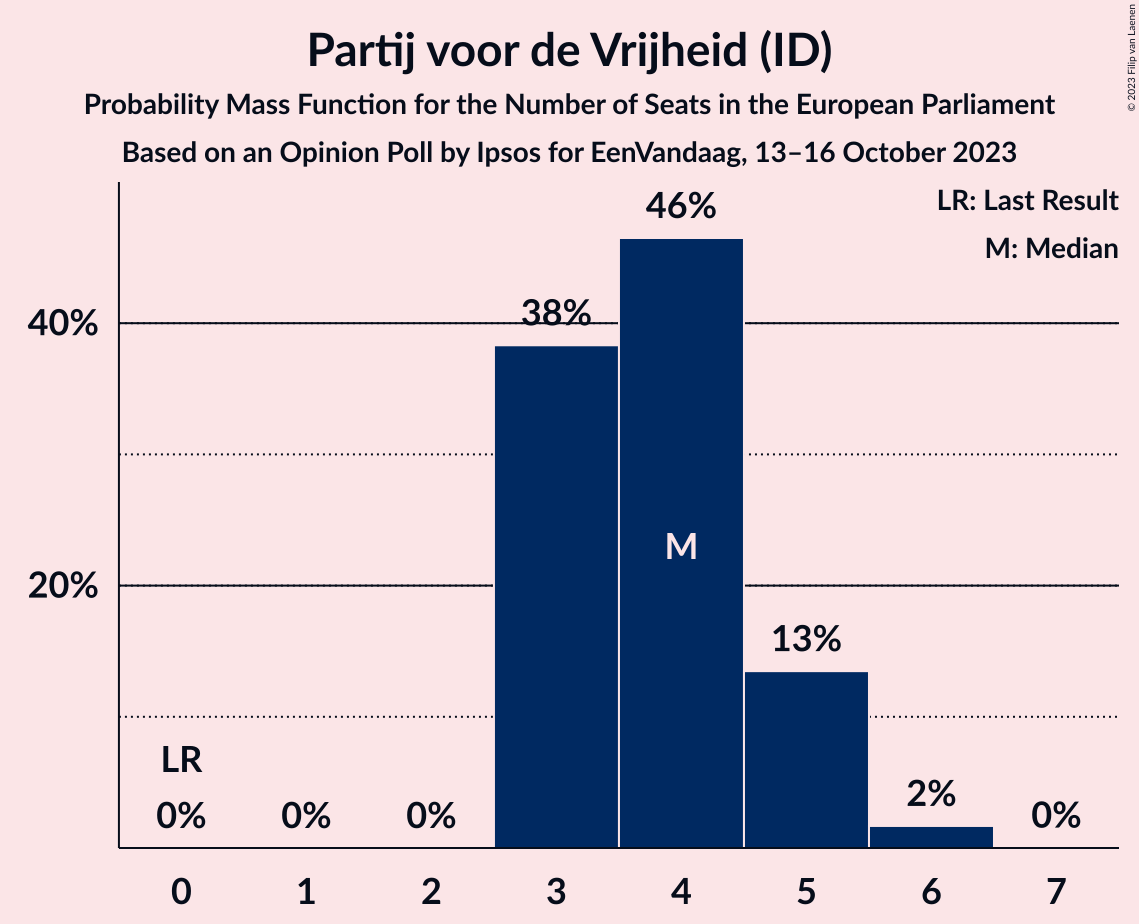 Partij voor de Vrijheid (ID)
Probability Mass Function for the Number of Seats in the European Parliament
Based on an Opinion Poll by Ipsos for EenVandaag, 13–16 October 2023
© 2023 Filip van Laenen
LR: Last Result
M: Median
46%
38%
40%
M
20%
13%
LR
0%
0%
0%
2%
0%
0
1
2
3
4
5
6
7